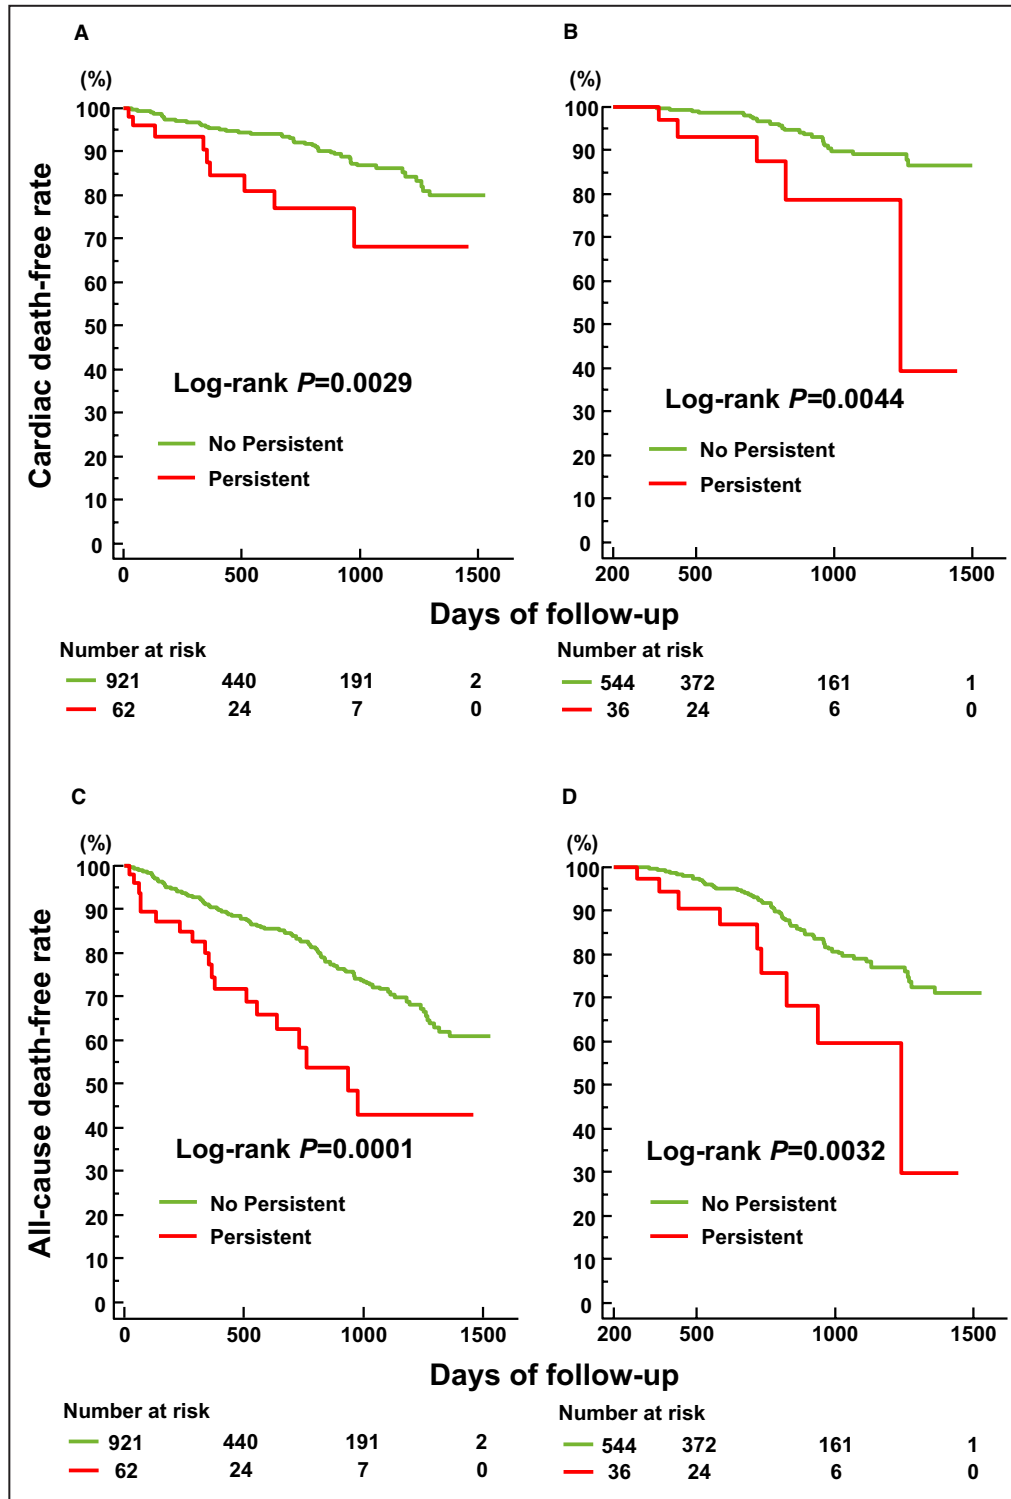 A
(%)
100
90
80
70
60
50
40
30
20
10
0
Cardiac death-free rate
Log-rank P=0.0029
No Persistent
Persistent
0 500 1000 1500
B
(%)
100
90
80
70
60
50
40
30
20
10
0
Log-rank P=0.0044
No Persistent
Persistent
200 500 1000 1500
Days of follow-up
Number at risk
921 440 191 2
62 24 7 0
Number at risk
544 372 161 1
36 24 6 0
C
(%)
100
90
80
70
60
50
40
30
20
10
0
All-cause death-free rate
Log-rank P=0.0001
No Persistent
Persistent
0 500 1000 1500
D
(%)
100
90
80
70
60
50
40
30
20
10
0
Log-rank P=0.0032
No Persistent
Persistent
200 500 1000 1500
Days of follow-up
Number at risk
921 440 191 2
62 24 7 0
Number at risk
544 372 161 1
36 24 6 0